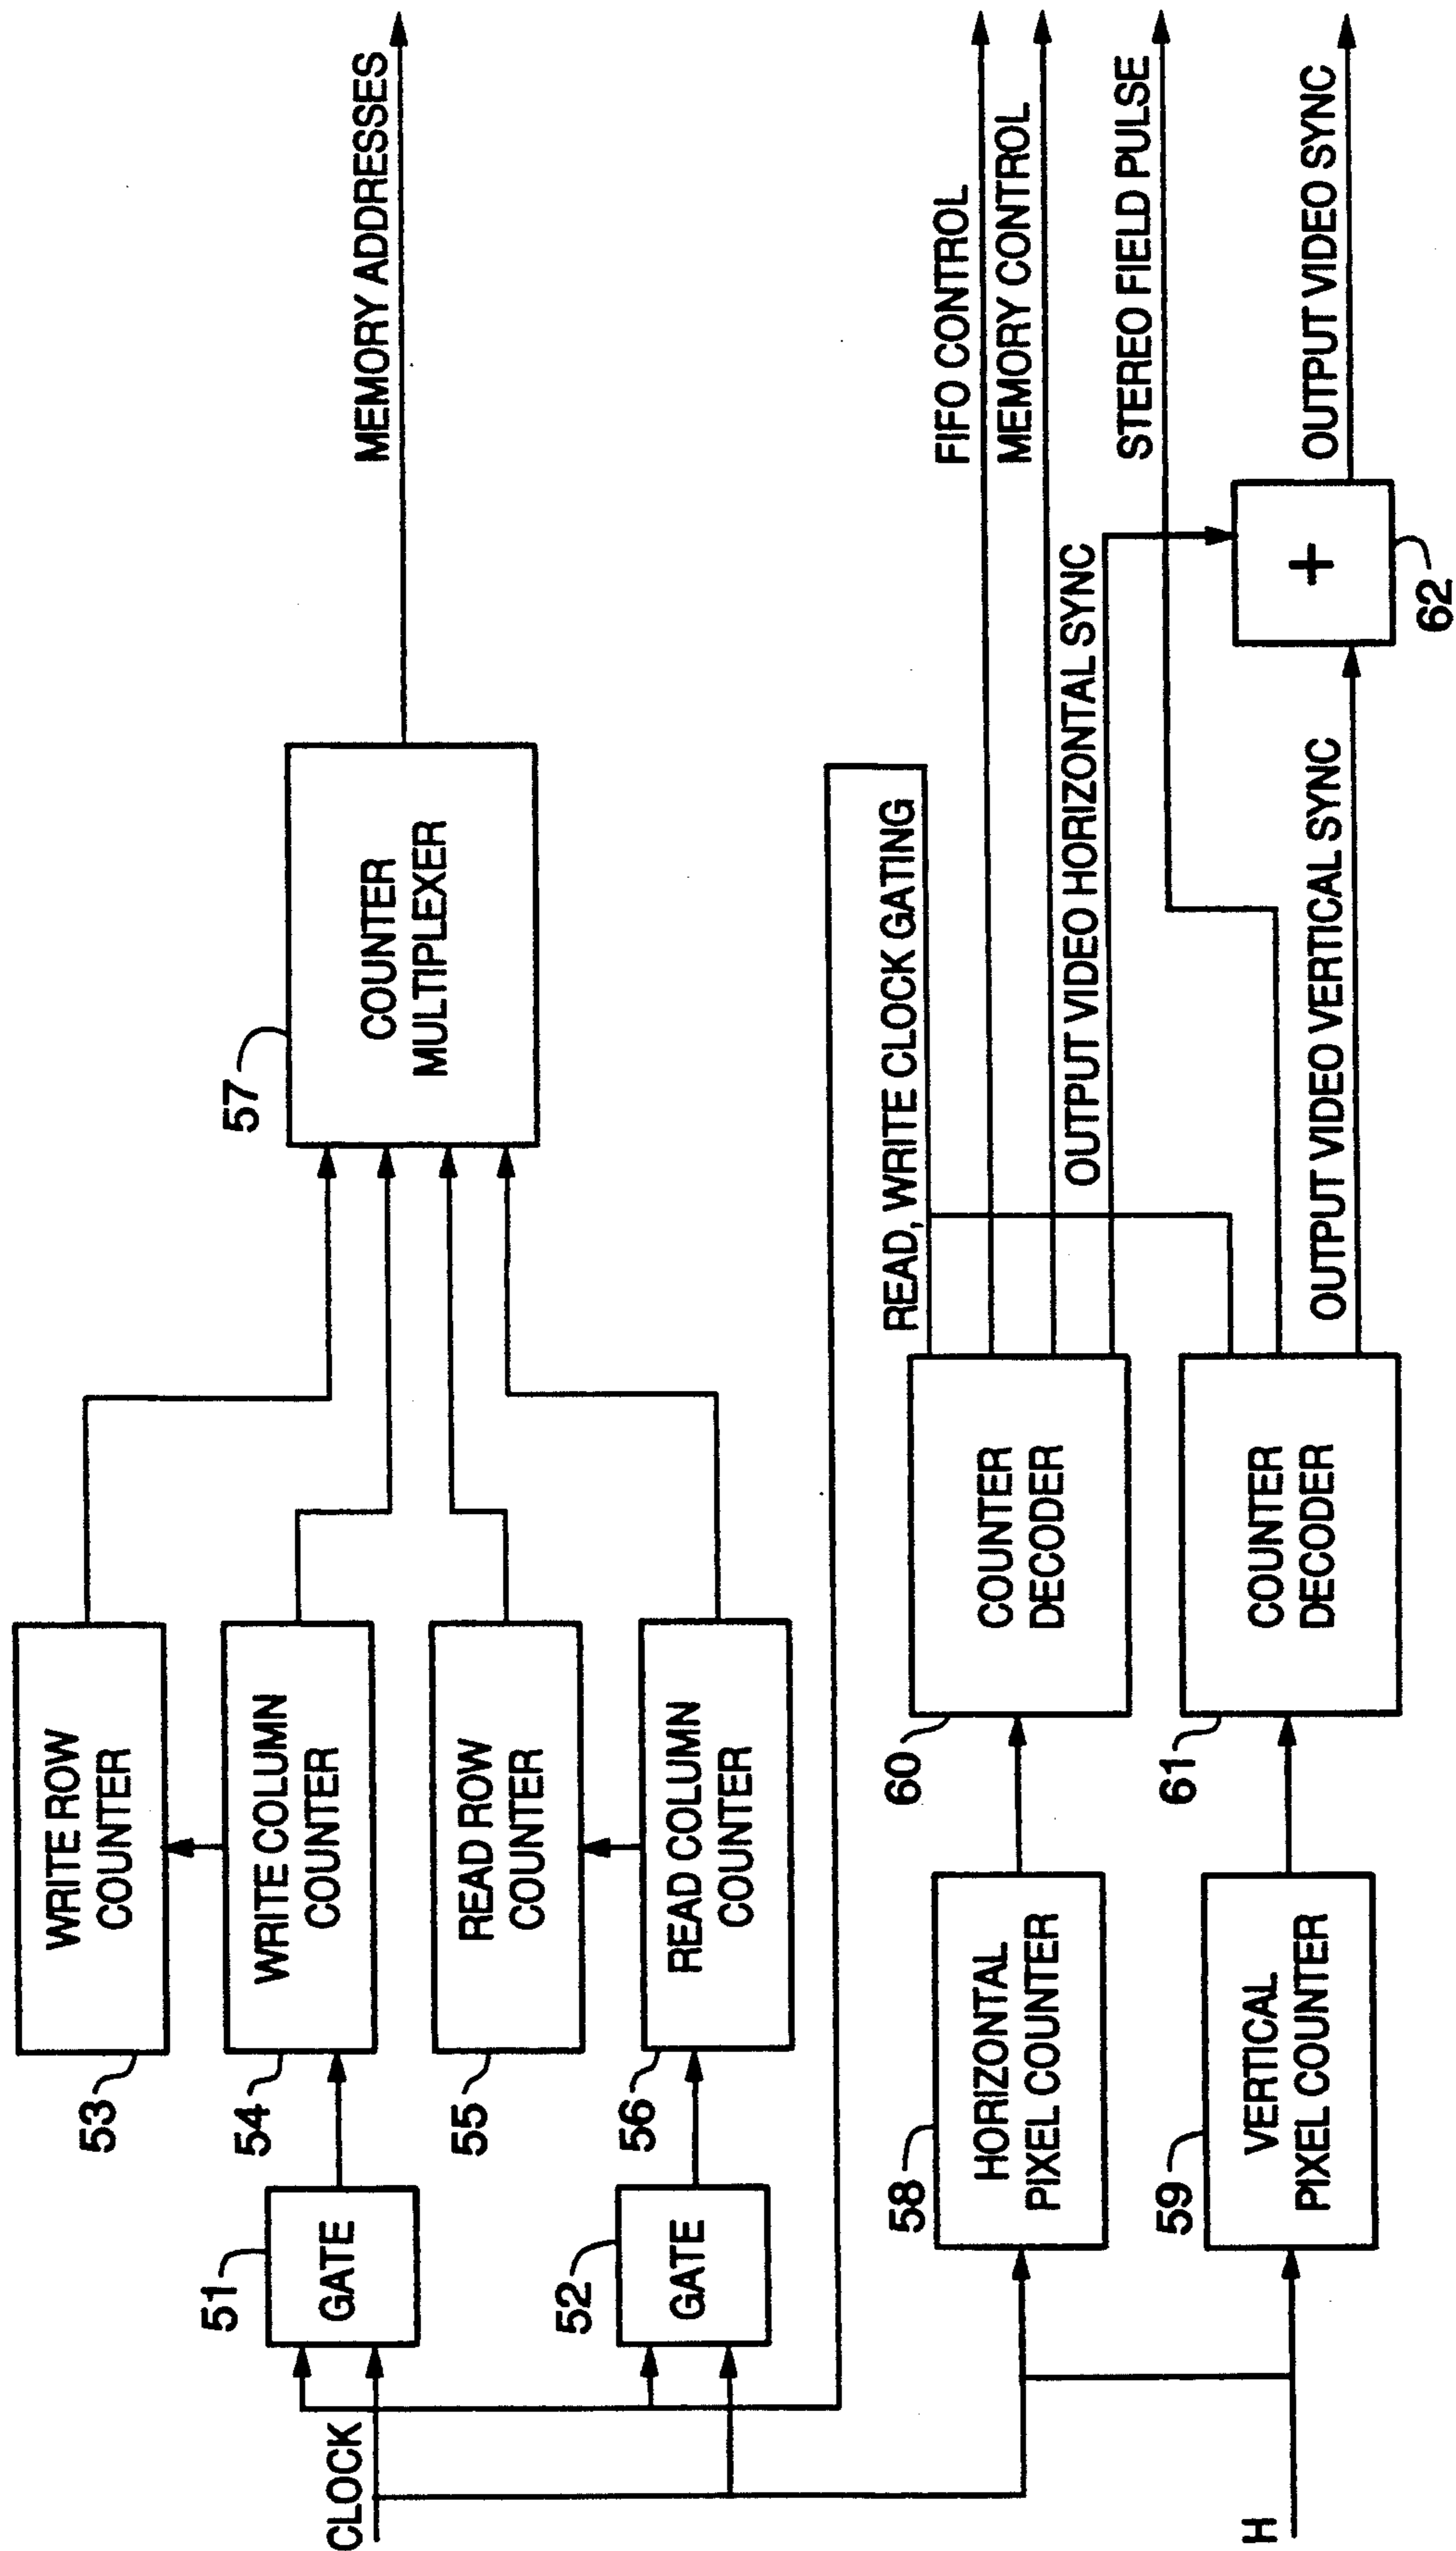 MEMORY ADDRESSES
57
COUNTER
MULTIPLEXER
53
WRITE ROW
COUNTER
54
WRITE COLUMN
COUNTER
55
READ ROW
COUNTER
56
READ COLUMN
COUNTER
51
GATE
52
GATE
CLOCK
READ, WRITE CLOCK GATING
FIFO CONTROL
MEMORY CONTROL
OUTPUT VIDEO HORIZONTAL SYNC
STEREO FIELD PULSE
58
HORIZONTAL
PIXEL COUNTER
60
COUNTER
DECODER
59
VERTICAL
PIXEL COUNTER
61
COUNTER
DECODER
OUTPUT VIDEO VERTICAL SYNC
+
62
OUTPUT VIDEO SYNC
H